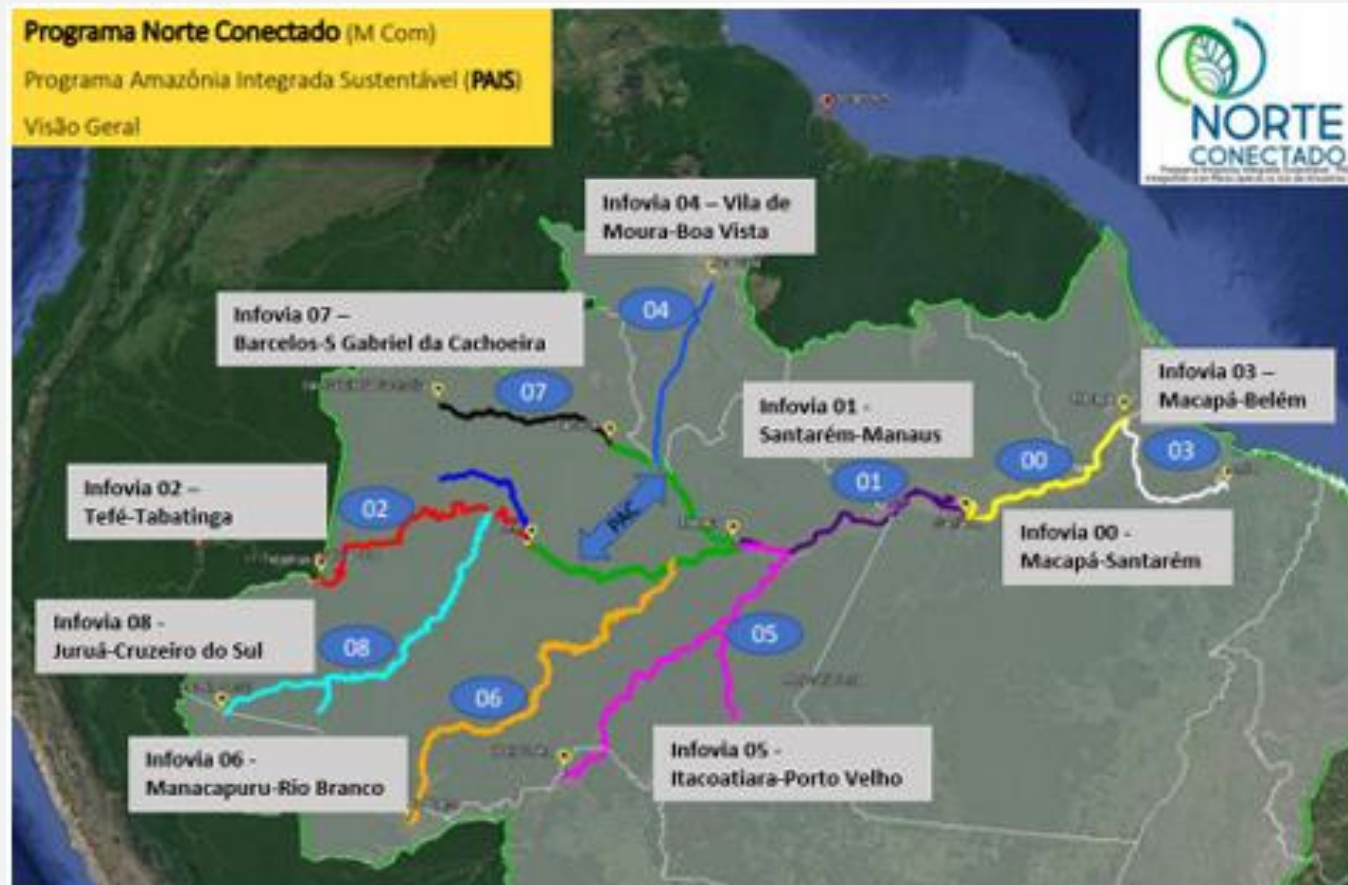 Programa Norte Conectado (M Com)
Programa Amazônia Integrada Sustentável (PAIS)
Visão Geral
NORTE
CONECTADO
Infovia 04 – Vila de
Moura-Boa Vista
04
Infovia 07 –
Barcelos-S Gabriel da Cachoeira
07
Infovia 03 –
Macapá-Belém
03
Infovia 01 -
Santarém-Manaus
01
00
Infovia 00 -
Macapá-Santarém
Infovia 02 –
Tefé-Tabatinga
02
PAC
Infovia 08 -
Juruá-Cruzeiro do Sul
08
05
06
Infovia 06 -
Manacapuru-Rio Branco
Infovia 05 -
Itacoatiara-Porto Velho